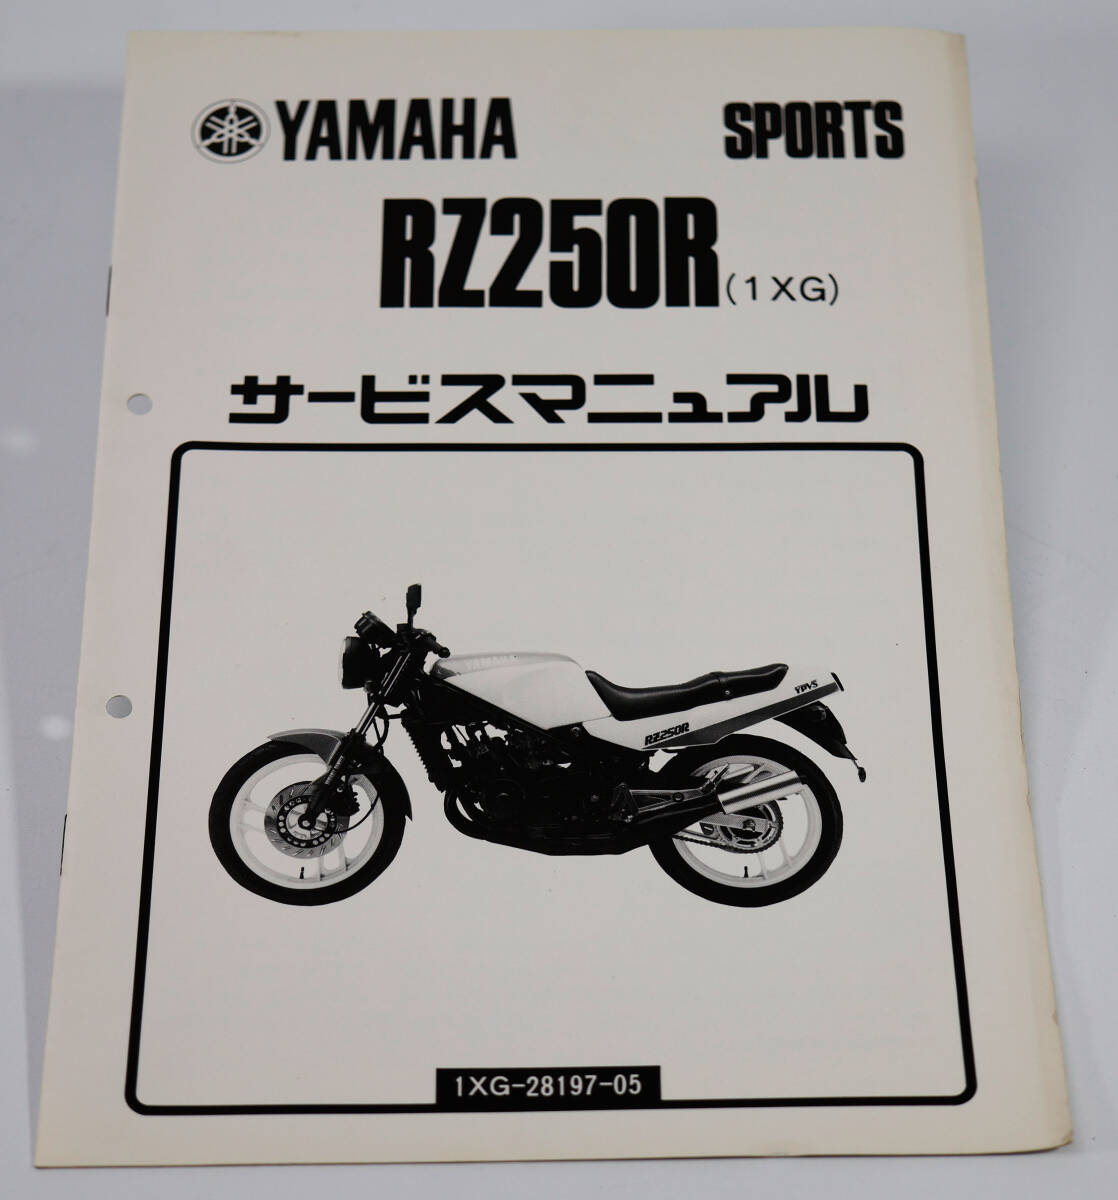 YAMAHA SPORTS
RZ250R (1XG)
サービスマニュアル
YAMAHA
YPVS
RZ250R
1XG-28197-05